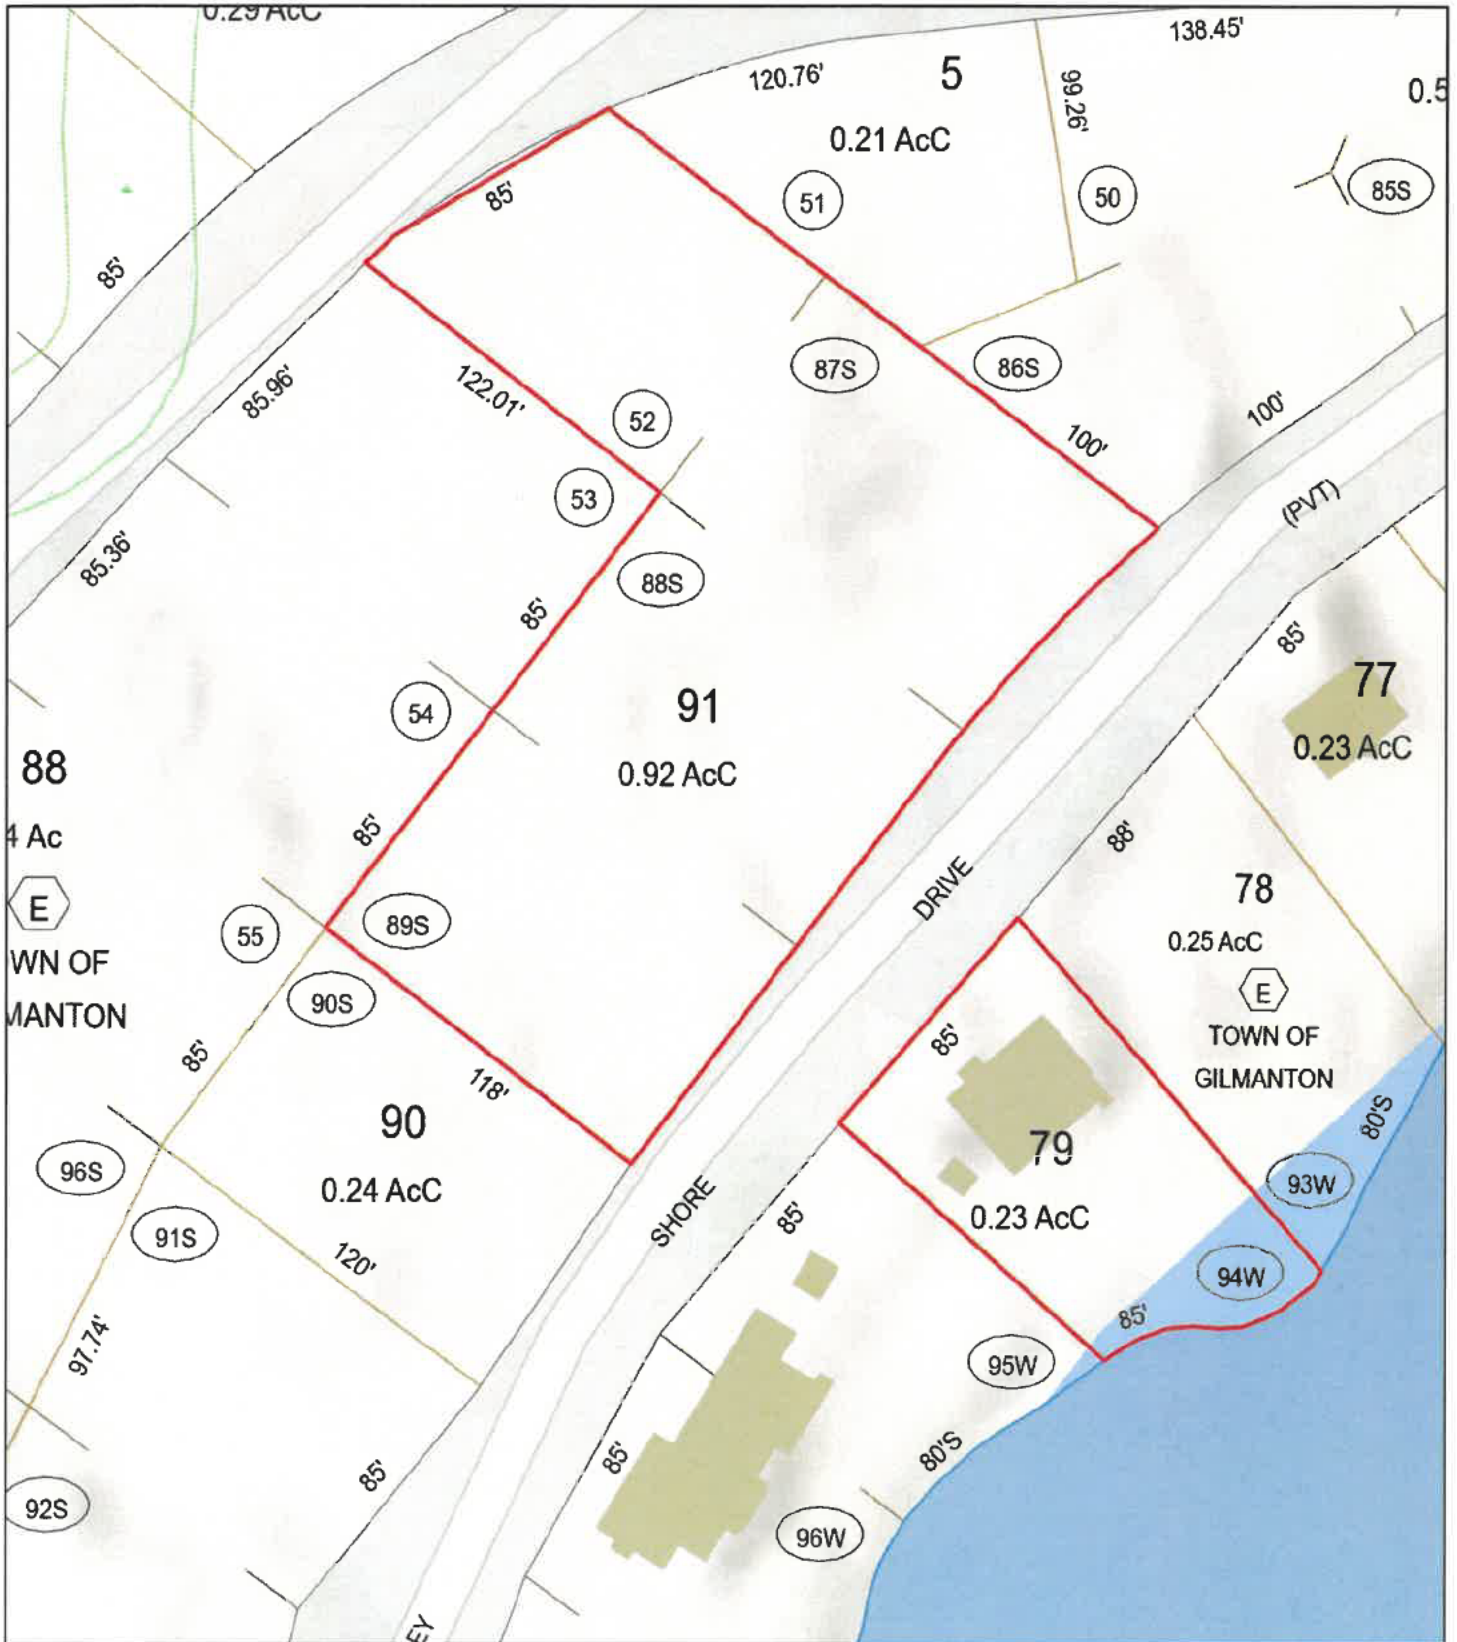 0.29 AcC
138.45'
120.76'
5
99.26'
0.5
0.21 AcC
85'
51
50
85S
85'
87S
86S
85.96'
122.01'
52
100'
100'
53
(PVT)
85.36'
88S
85'
85'
91
77
54
0.23 AcC
88
0.92 AcC
4 Ac
85'
88'
DRIVE
78
E
55
89S
0.25 AcC
WN OF
90S
E
MANTON
TOWN OF
85'
85'
118'
GILMANTON
90
80'S
79
96S
0.24 AcC
93W
SHORE
0.23 AcC
91S
85'
120'
94W
85'
97.74'
95W
85'
85'
80'S
92S
96W
EY